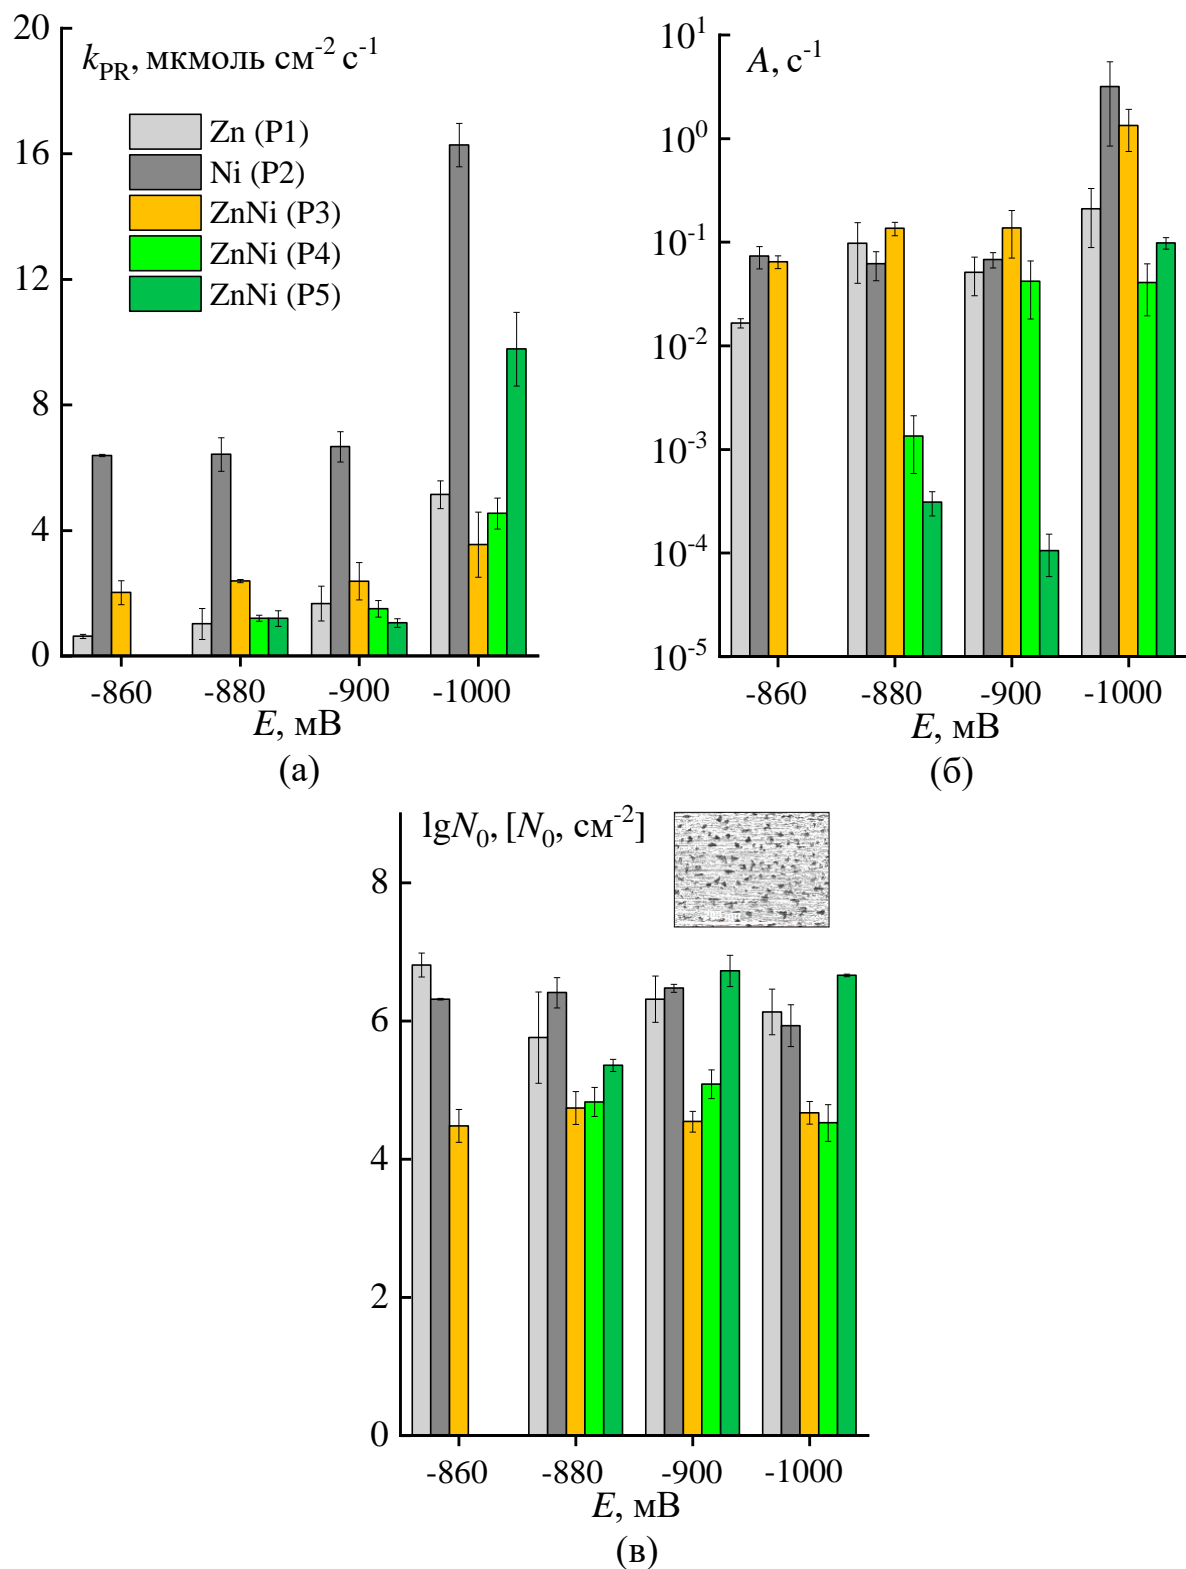 20
16
12
8
4
0
k_PR, мкмоль см^-2 с^-1
Zn (P1)
Ni (P2)
ZnNi (P3)
ZnNi (P4)
ZnNi (P5)
-860 -880 -900 -1000
E, мВ
(а)
10^1
10^0
10^-1
10^-2
10^-3
10^-4
10^-5
A, с^-1
-860 -880 -900 -1000
E, мВ
(б)
lgN_0, [N_0, см^-2]
8
6
4
2
0
-860 -880 -900 -1000
E, мВ
(в)